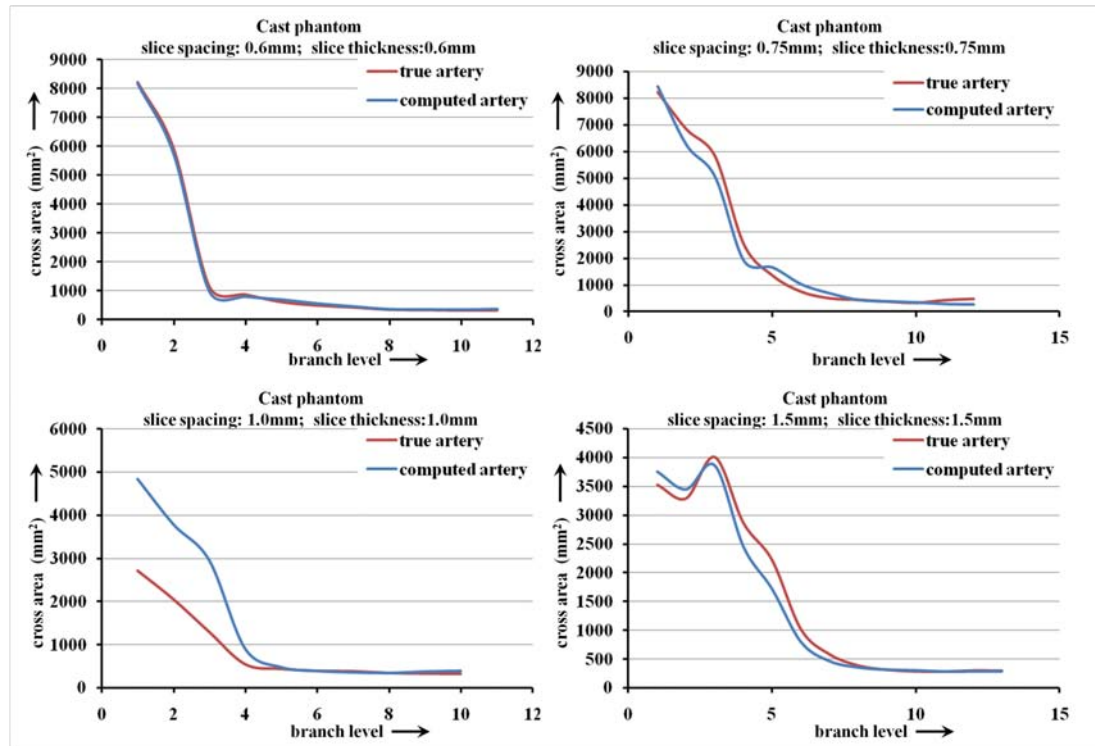 Cast phantom
slice spacing: 0.6mm; slice thickness:0.6mm
true artery
computed artery
9000
8000
7000
6000
5000
4000
3000
2000
1000
0
cross area (mm²)
0 2 4 6 8 10 12
branch level
Cast phantom
slice spacing: 0.75mm; slice thickness:0.75mm
true artery
computed artery
9000
8000
7000
6000
5000
4000
3000
2000
1000
0
cross area (mm²)
0 5 10 15
branch level
Cast phantom
slice spacing: 1.0mm; slice thickness:1.0mm
true artery
computed artery
6000
5000
4000
3000
2000
1000
0
cross area (mm²)
0 2 4 6 8 10 12
branch level
Cast phantom
slice spacing: 1.5mm; slice thickness:1.5mm
true artery
computed artery
4500
4000
3500
3000
2500
2000
1500
1000
500
0
cross area (mm²)
0 5 10 15
branch level